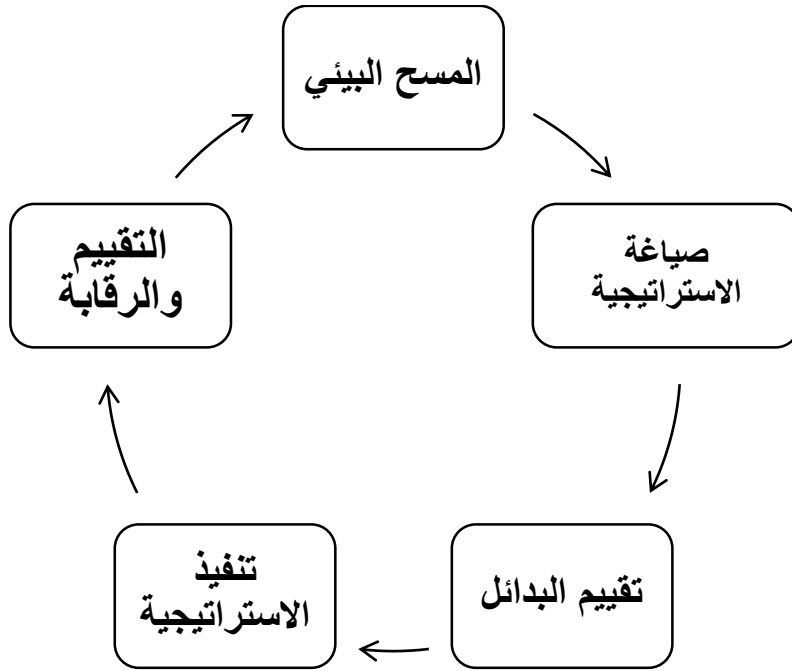 المسح البيئي
صياغة
الاستراتيجية
تقييم البدائل
تنفيذ
الاستراتيجية
التقييم
والرقابة